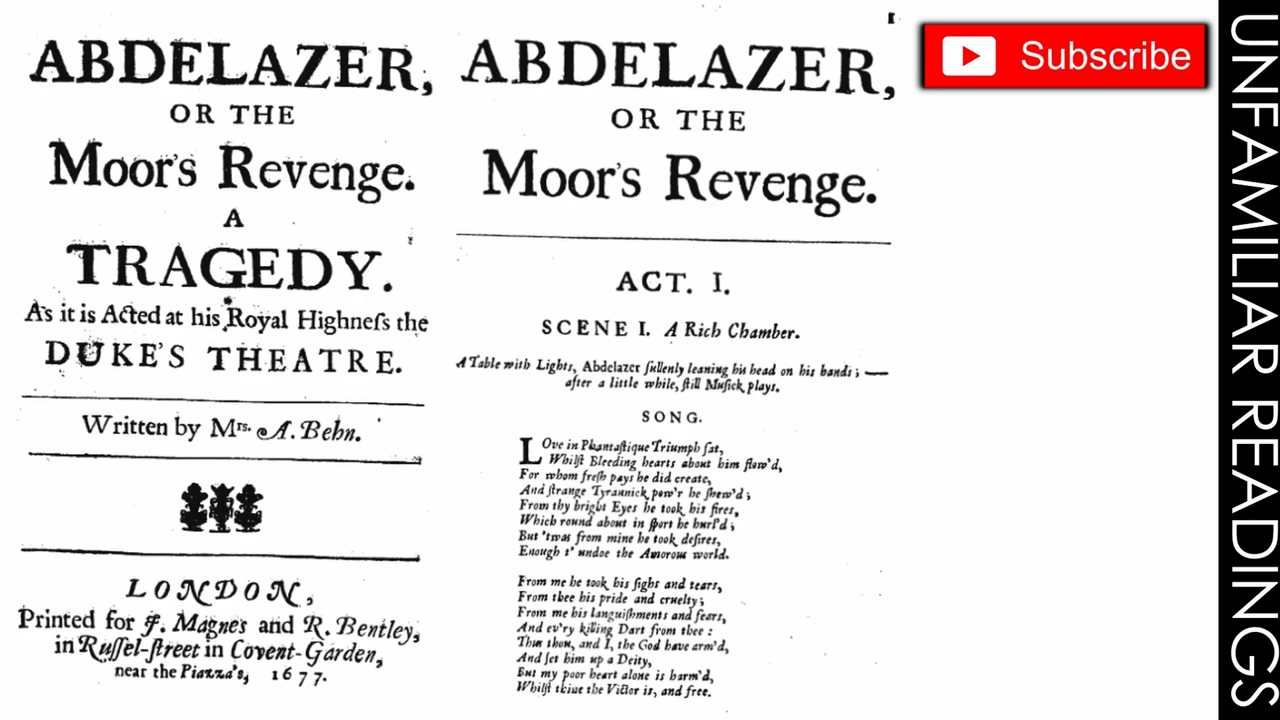 ABDELAZER,
OR THE
Moor's Revenge.
A
TRAGEDY.
As it is Acted at his Royal Highneſs the
DUKE'S THEATRE.
Written by Mrs. A. Behn.
LONDON,
Printed for J. Magnes and R. Bentley,
in Ruſſel-ſtreet in Covent-Garden,
near the Piazza's, 1677.
I
ABDELAZER,
OR THE
Moor's Revenge.
ACT. I.
SCENE I. A Rich Chamber.
A Table with Lights, Abdelazer ſullenly leaning his head on his hands; —
after a little while, ſtill Muſick plays.
SONG.
LOve in Phantaſtique Triumph ſat,
Whilſt Bleeding hearts about him flow'd,
For whom freſh pays he did create,
And ſtrange Tyrannick pow'r he ſhew'd;
From thy bright Eyes he took his fires,
Which round about in ſport he hurl'd;
But 'twas from mine he took deſires,
Enough t' undoe the Amorous world.
From me he took his ſighs and tears,
From thee his pride and cruelty;
From me his languiſhments and fears,
And ev'ry killing Dart from thee:
Thus thou, and I, the God have arm'd,
And ſet him up a Deity,
But my poor heart alone is harm'd,
Whilſt thine the Victor is, and free.
Subscribe
UNFAMILIAR READINGS